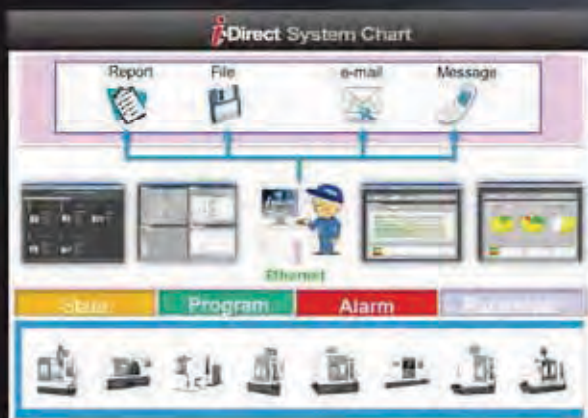 i-Direct System Chart
Report File e-mail Message
Ethernet
State Program Alarm